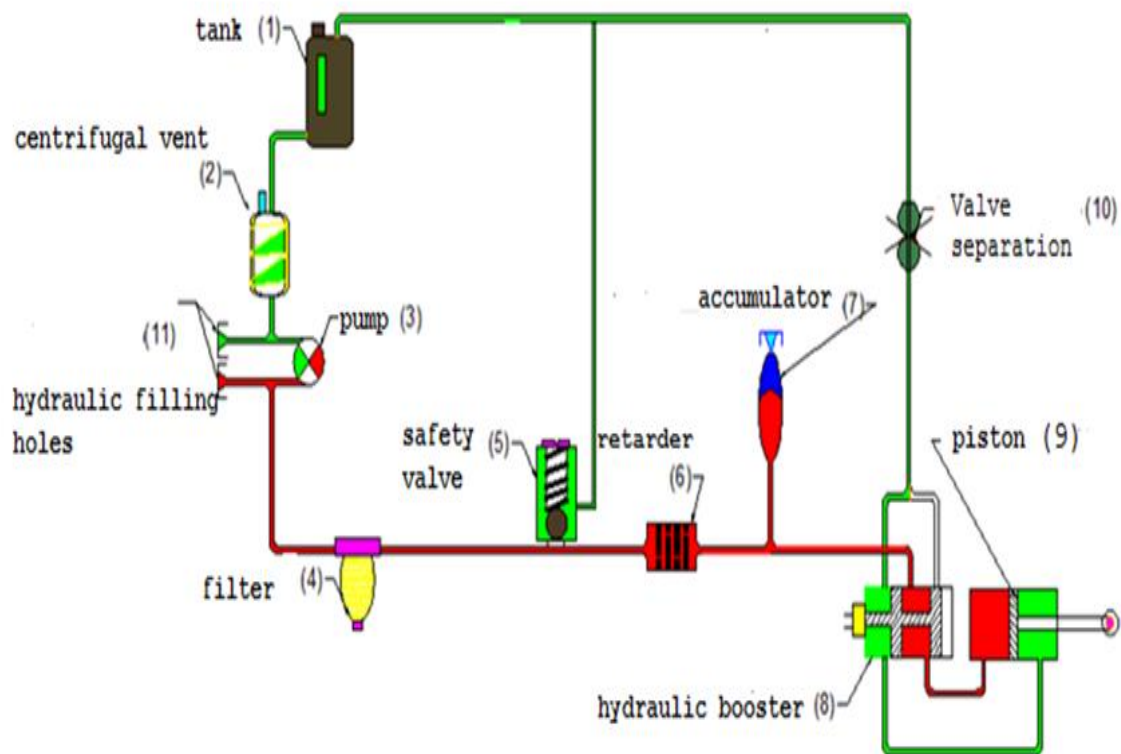 tank (1)
centrifugal vent
(2)
Valve (10)
separation
accumulator (7)
(11)
pump (3)
hydraulic filling
holes
safety (5)
valve
retarder
(6)
piston (9)
filter (4)
hydraulic booster (8)